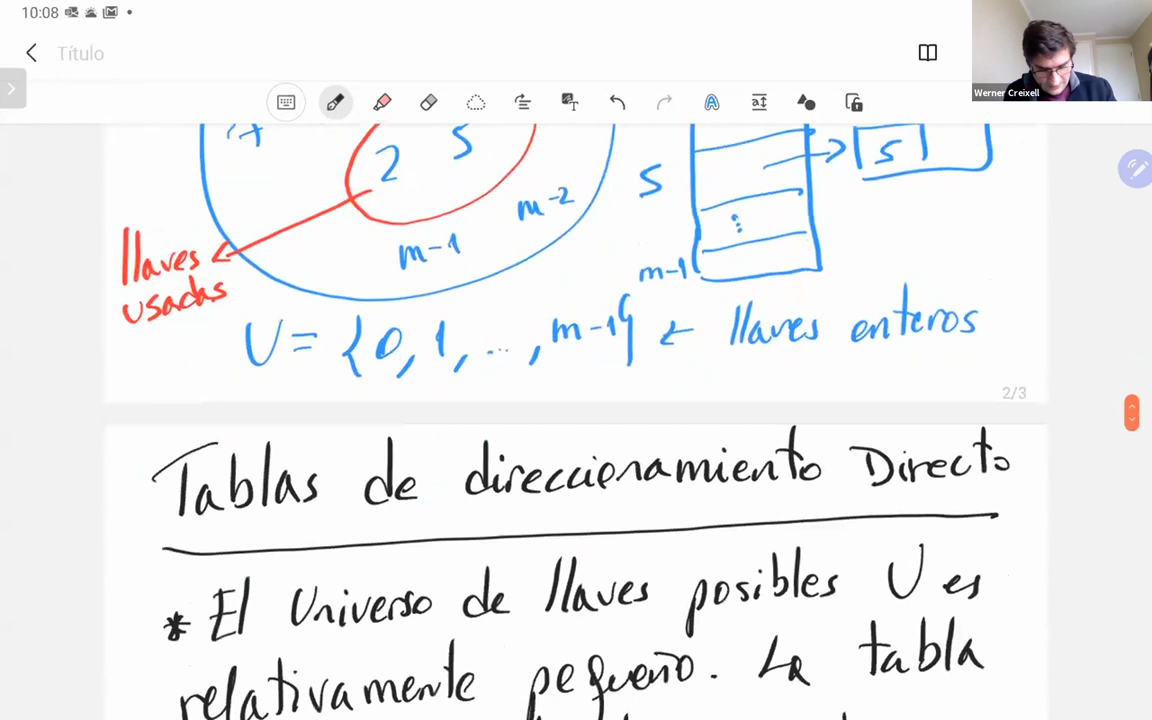 10:08
Título
Werner Creixell
2 5
5 5
m-2
llaves
usadas
m-1
m-1
U = {0, 1, ..., m-1} ← llaves enteros
2/3
Tablas de direccionamiento Directo
* El Universo de llaves posibles U es
relativamente pequeño. La tabla